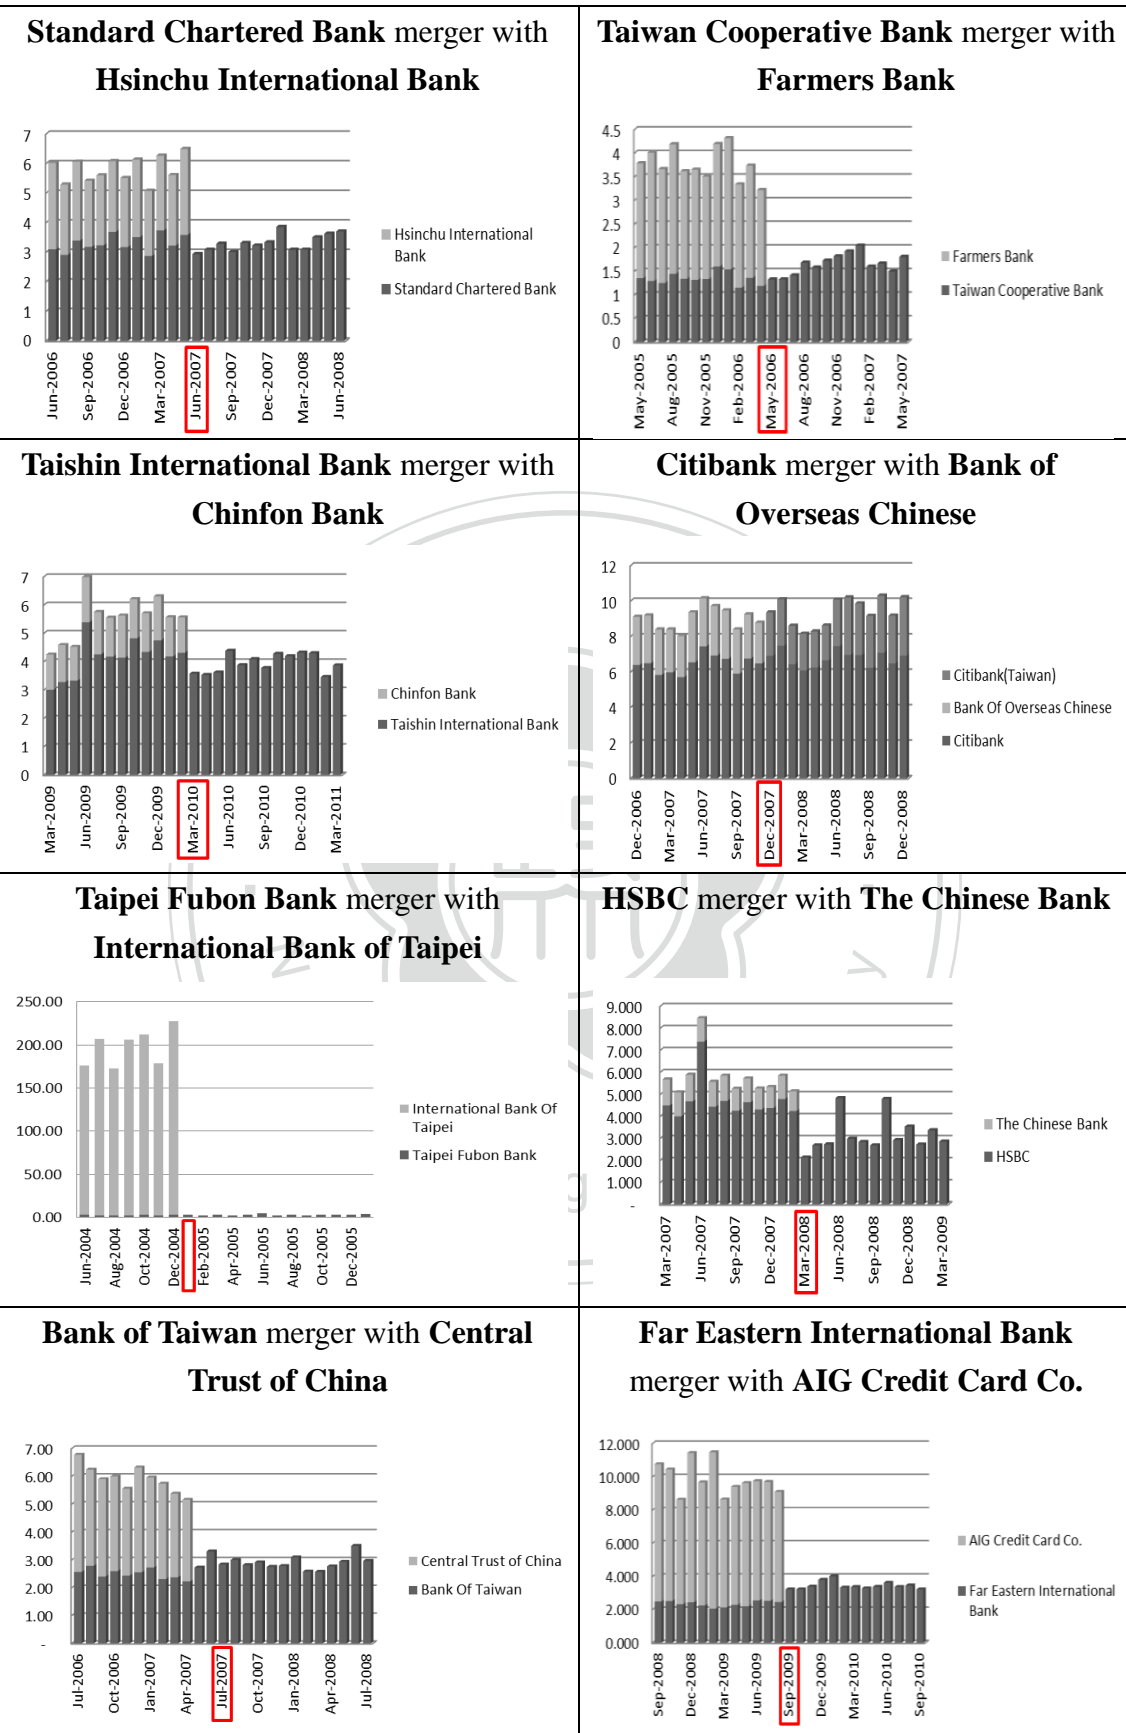 Standard Chartered Bank merger with
Hsinchu International Bank
7
6
5
4
3
2
1
0
Jun-2006
Sep-2006
Dec-2006
Mar-2007
Jun-2007
Sep-2007
Dec-2007
Mar-2008
Jun-2008
Hsinchu International
Bank
Standard Chartered Bank
Taiwan Cooperative Bank merger with
Farmers Bank
4.5
4
3.5
3
2.5
2
1.5
1
0.5
0
May-2005
Aug-2005
Nov-2005
Feb-2006
May-2006
Aug-2006
Nov-2006
Feb-2007
May-2007
Farmers Bank
Taiwan Cooperative Bank
Taishin International Bank merger with
Chinfon Bank
7
6
5
4
3
2
1
0
Mar-2009
Jun-2009
Sep-2009
Dec-2009
Mar-2010
Jun-2010
Sep-2010
Dec-2010
Mar-2011
Chinfon Bank
Taishin International Bank
Citibank merger with Bank of
Overseas Chinese
12
10
8
6
4
2
0
Dec-2006
Mar-2007
Jun-2007
Sep-2007
Dec-2007
Mar-2008
Jun-2008
Sep-2008
Dec-2008
Citibank(Taiwan)
Bank Of Overseas Chinese
Citibank
Taipei Fubon Bank merger with
International Bank of Taipei
250.00
200.00
150.00
100.00
50.00
0.00
Jun-2004
Aug-2004
Oct-2004
Dec-2004
Feb-2005
Apr-2005
Jun-2005
Aug-2005
Oct-2005
Dec-2005
International Bank Of
Taipei
Taipei Fubon Bank
HSBC merger with The Chinese Bank
9.000
8.000
7.000
6.000
5.000
4.000
3.000
2.000
1.000
-
Mar-2007
Jun-2007
Sep-2007
Dec-2007
Mar-2008
Jun-2008
Sep-2008
Dec-2008
Mar-2009
The Chinese Bank
HSBC
Bank of Taiwan merger with Central
Trust of China
7.00
6.00
5.00
4.00
3.00
2.00
1.00
-
Jul-2006
Oct-2006
Jan-2007
Apr-2007
Jul-2007
Oct-2007
Jan-2008
Apr-2008
Jul-2008
Central Trust of China
Bank Of Taiwan
Far Eastern International Bank
merger with AIG Credit Card Co.
12.000
10.000
8.000
6.000
4.000
2.000
0.000
Sep-2008
Dec-2008
Mar-2009
Jun-2009
Sep-2009
Dec-2009
Mar-2010
Jun-2010
Sep-2010
AIG Credit Card Co.
Far Eastern International
Bank